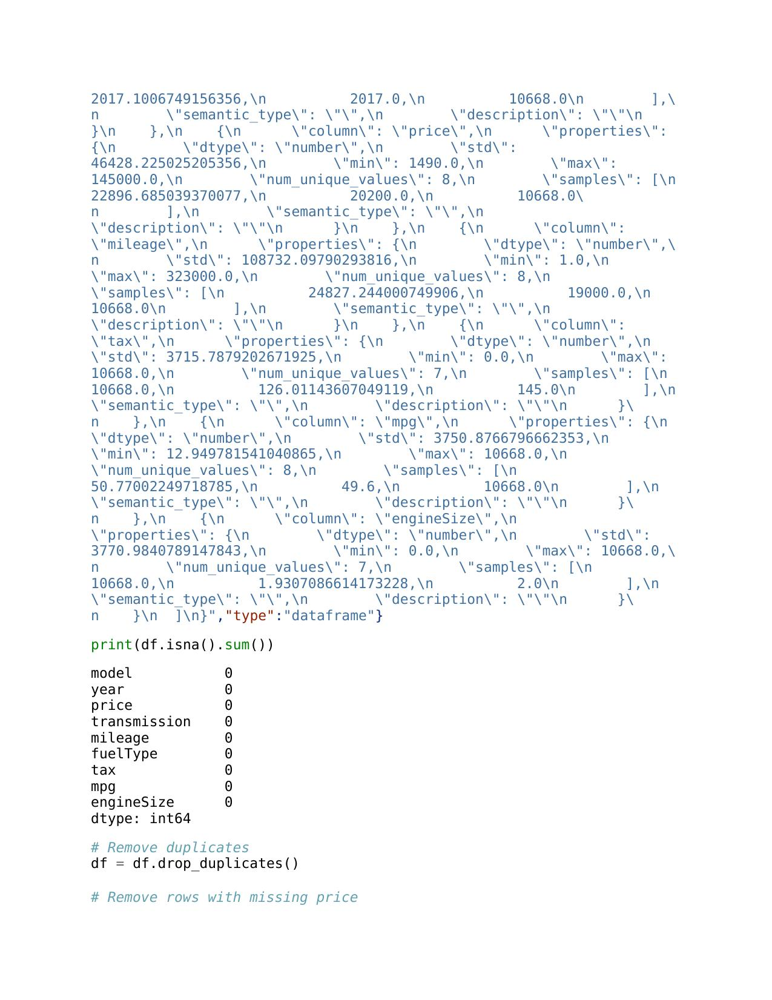 2017.1006749156356,\n          2017.0,\n          10668.0\n        ],\
n        \"semantic_type\": \"\",\n        \"description\": \"\"\n
}\n    },\n    {\n      \"column\": \"price\",\n      \"properties\":
{\n        \"dtype\": \"number\",\n        \"std\":
46428.225025205356,\n        \"min\": 1490.0,\n        \"max\":
145000.0,\n        \"num_unique_values\": 8,\n        \"samples\": [\n
22896.685039370077,\n          20200.0,\n          10668.0\
n        ],\n        \"semantic_type\": \"\",\n
\"description\": \"\"\n      }\n    },\n    {\n      \"column\":
\"mileage\",\n      \"properties\": {\n        \"dtype\": \"number\",\
n        \"std\": 108732.09790293816,\n        \"min\": 1.0,\n
\"max\": 323000.0,\n        \"num_unique_values\": 8,\n
\"samples\": [\n          24827.244000749906,\n          19000.0,\n
10668.0\n        ],\n        \"semantic_type\": \"\",\n
\"description\": \"\"\n      }\n    },\n    {\n      \"column\":
\"tax\",\n      \"properties\": {\n        \"dtype\": \"number\",\n
\"std\": 3715.7879202671925,\n        \"min\": 0.0,\n        \"max\":
10668.0,\n        \"num_unique_values\": 7,\n        \"samples\": [\n
10668.0,\n          126.01143607049119,\n          145.0\n        ],\n
\"semantic_type\": \"\",\n        \"description\": \"\"\n      }\
n    },\n    {\n      \"column\": \"mpg\",\n      \"properties\": {\n
\"dtype\": \"number\",\n        \"std\": 3750.8766796662353,\n
\"min\": 12.949781541040865,\n        \"max\": 10668.0,\n
\"num_unique_values\": 8,\n        \"samples\": [\n
50.77002249718785,\n          49.6,\n          10668.0\n        ],\n
\"semantic_type\": \"\",\n        \"description\": \"\"\n      }\
n    },\n    {\n      \"column\": \"engineSize\",\n
\"properties\": {\n        \"dtype\": \"number\",\n        \"std\":
3770.9840789147843,\n        \"min\": 0.0,\n        \"max\": 10668.0,\
n        \"num_unique_values\": 7,\n        \"samples\": [\n
10668.0,\n          1.9307086614173228,\n          2.0\n        ],\n
\"semantic_type\": \"\",\n        \"description\": \"\"\n      }\
n    }\n  ]\n}","type":"dataframe"}
print(df.isna().sum())
model           0
year            0
price           0
transmission    0
mileage         0
fuelType        0
tax             0
mpg             0
engineSize      0
dtype: int64
# Remove duplicates
df = df.drop_duplicates()
# Remove rows with missing price